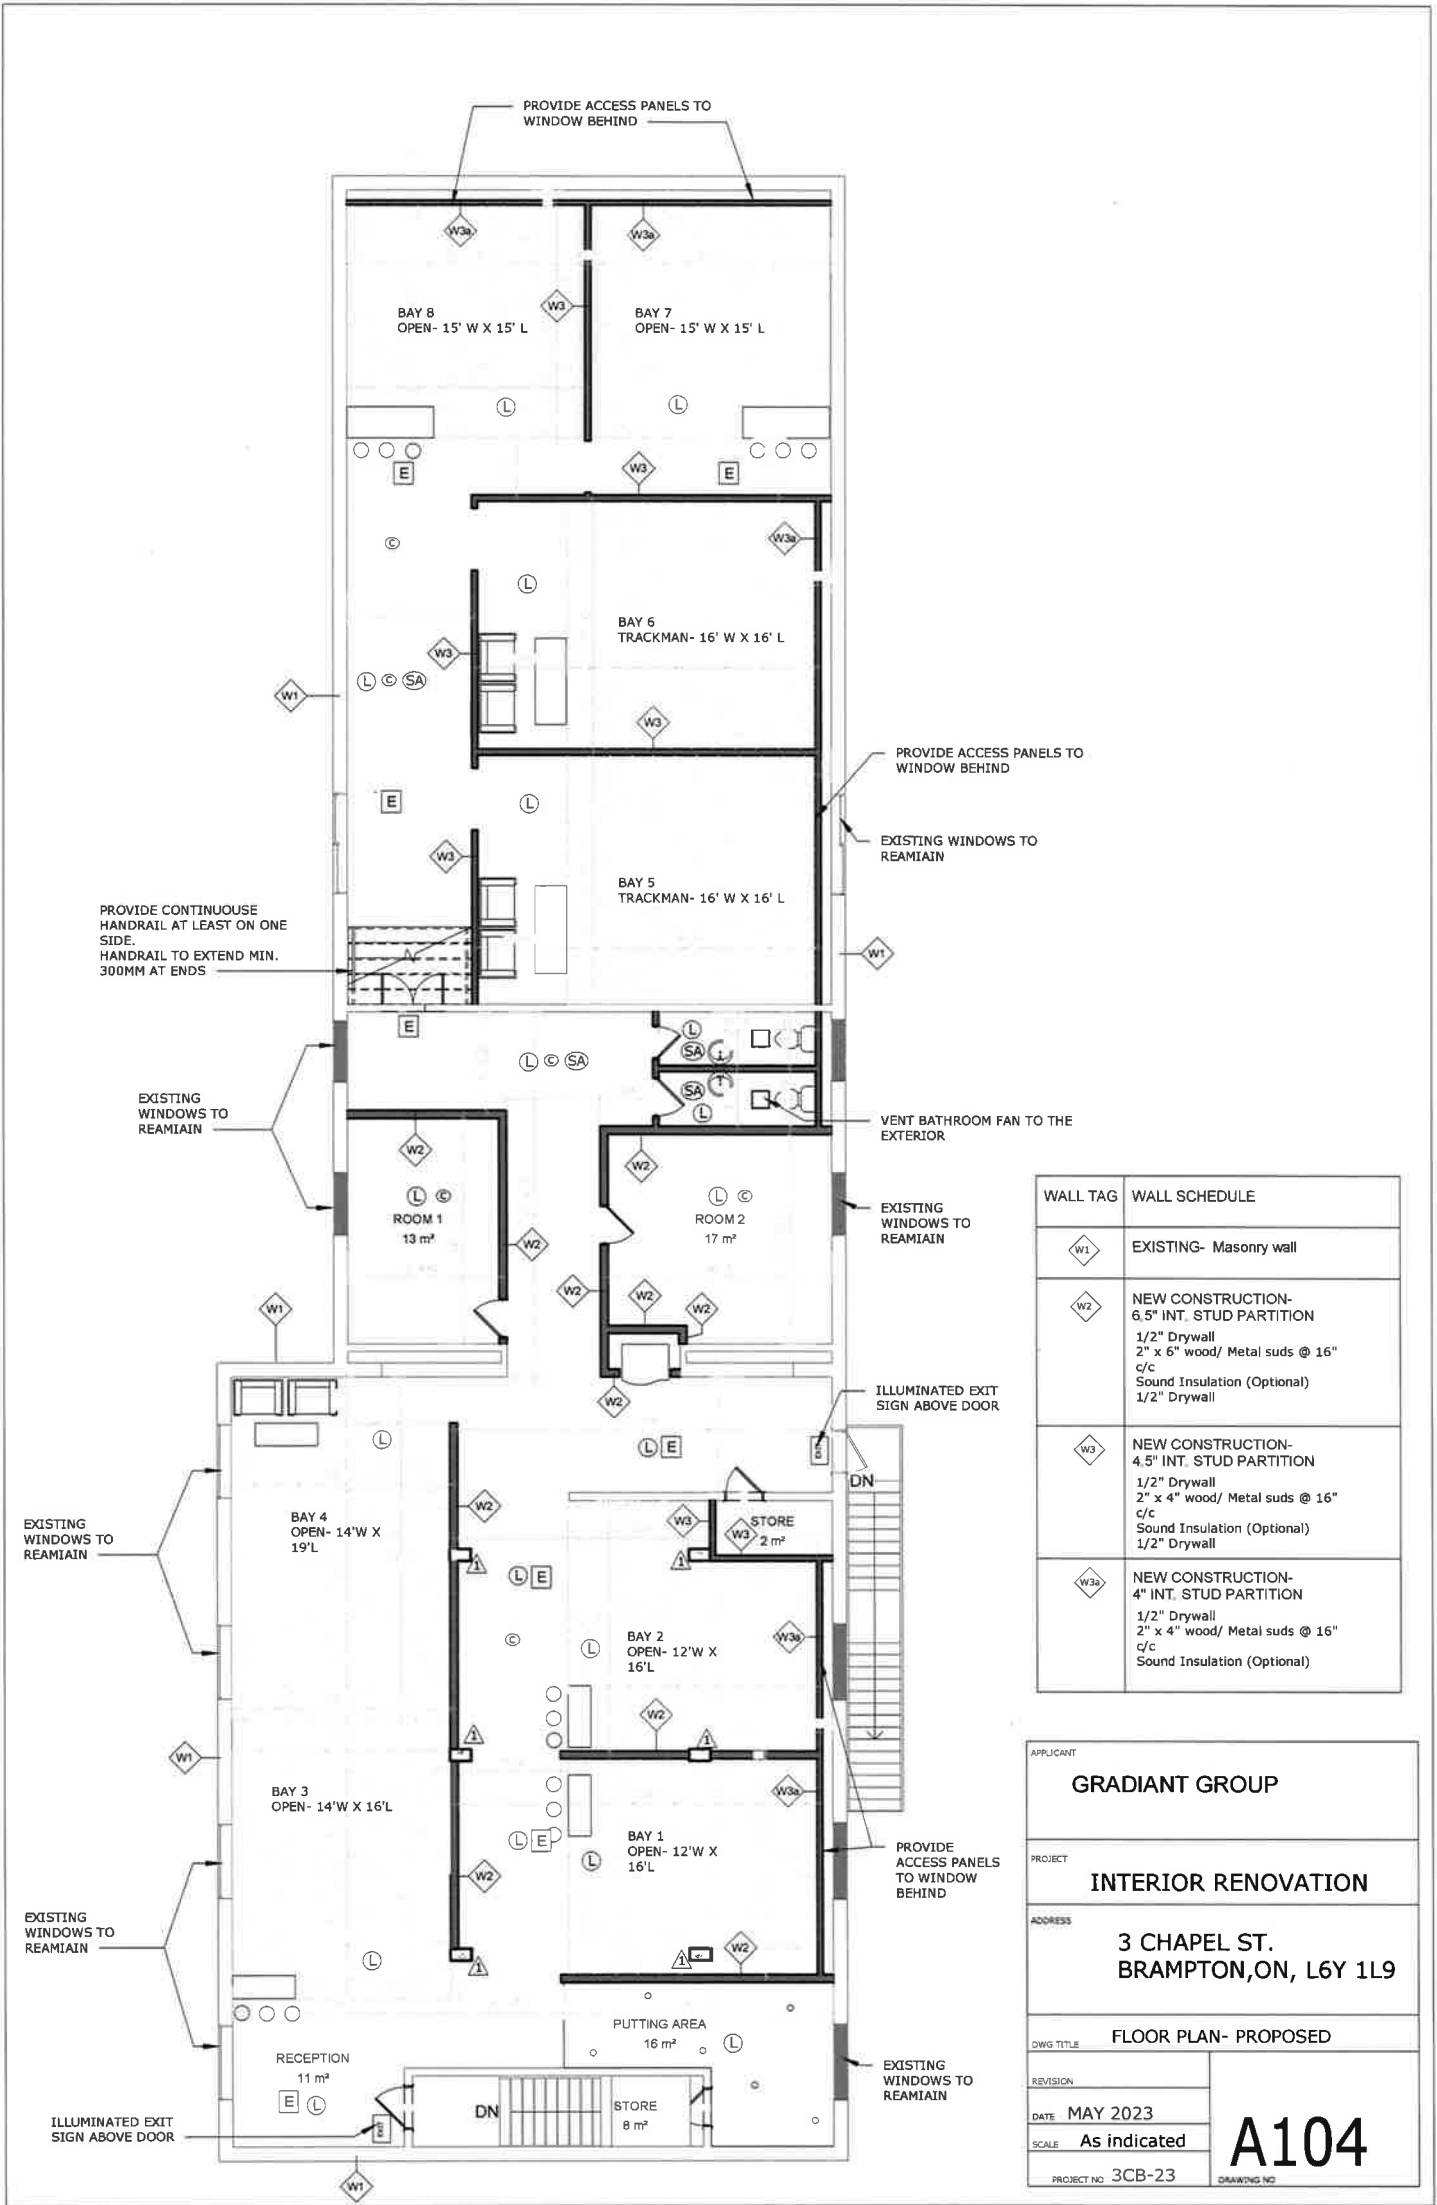 PROVIDE ACCESS PANELS TO
WINDOW BEHIND
W3a
W3a
BAY 8
OPEN- 15' W X 15' L
W3
BAY 7
OPEN- 15' W X 15' L
L
L
E
W3
E
C
W3a
L
BAY 6
TRACKMAN- 16' W X 16' L
W3
L C SA
W1
W3
PROVIDE ACCESS PANELS TO
WINDOW BEHIND
E
L
EXISTING WINDOWS TO
REAMIAIN
W3
BAY 5
TRACKMAN- 16' W X 16' L
PROVIDE CONTINUOUSE
HANDRAIL AT LEAST ON ONE
SIDE.
HANDRAIL TO EXTEND MIN.
300MM AT ENDS
N
W1
E
L
SA
L C SA
SA
L
EXISTING
WINDOWS TO
REAMIAIN
VENT BATHROOM FAN TO THE
EXTERIOR
W2
W2
L C
ROOM 1
13 m²
L C
ROOM 2
17 m²
EXISTING
WINDOWS TO
REAMIAIN
W2
W2
W2
W2
W1
W2
ILLUMINATED EXIT
SIGN ABOVE DOOR
L
L E
EXIT
DN
BAY 4
OPEN- 14'W X
19'L
W2
W3
STORE
W3
2 m²
EXISTING
WINDOWS TO
REAMIAIN
1
1
L E
C
L
BAY 2
OPEN- 12'W X
16'L
W3a
W2
1
1
W1
BAY 3
OPEN- 14'W X 16'L
W3a
L E
L
BAY 1
OPEN- 12'W X
16'L
PROVIDE
ACCESS PANELS
TO WINDOW
BEHIND
W2
EXISTING
WINDOWS TO
REAMIAIN
L
1
1
W2
PUTTING AREA
16 m²
L
RECEPTION
11 m²
E L
EXISTING
WINDOWS TO
REAMIAIN
ILLUMINATED EXIT
SIGN ABOVE DOOR
EXIT
DN
STORE
8 m²
W1
WALL TAG WALL SCHEDULE
W1 EXISTING- Masonry wall
W2 NEW CONSTRUCTION-
6.5" INT. STUD PARTITION
1/2" Drywall
2" x 6" wood/ Metal suds @ 16"
c/c
Sound Insulation (Optional)
1/2" Drywall
W3 NEW CONSTRUCTION-
4.5" INT. STUD PARTITION
1/2" Drywall
2" x 4" wood/ Metal suds @ 16"
c/c
Sound Insulation (Optional)
1/2" Drywall
W3a NEW CONSTRUCTION-
4" INT. STUD PARTITION
1/2" Drywall
2" x 4" wood/ Metal suds @ 16"
c/c
Sound Insulation (Optional)
APPLICANT
GRADIANT GROUP
PROJECT
INTERIOR RENOVATION
ADDRESS
3 CHAPEL ST.
BRAMPTON,ON, L6Y 1L9
DWG TITLE FLOOR PLAN- PROPOSED
REVISION
DATE MAY 2023
SCALE As indicated
PROJECT NO 3CB-23
A104
DRAWING NO